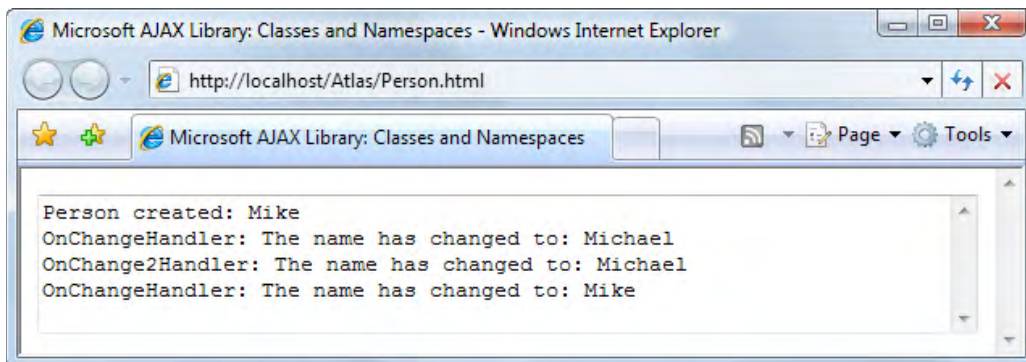 Microsoft AJAX Library: Classes and Namespaces - Windows Internet Explorer
http://localhost/Atlas/Person.html
Microsoft AJAX Library: Classes and Namespaces Page Tools
Person created: Mike
OnChangeHandler: The name has changed to: Michael
OnChange2Handler: The name has changed to: Michael
OnChangeHandler: The name has changed to: Mike